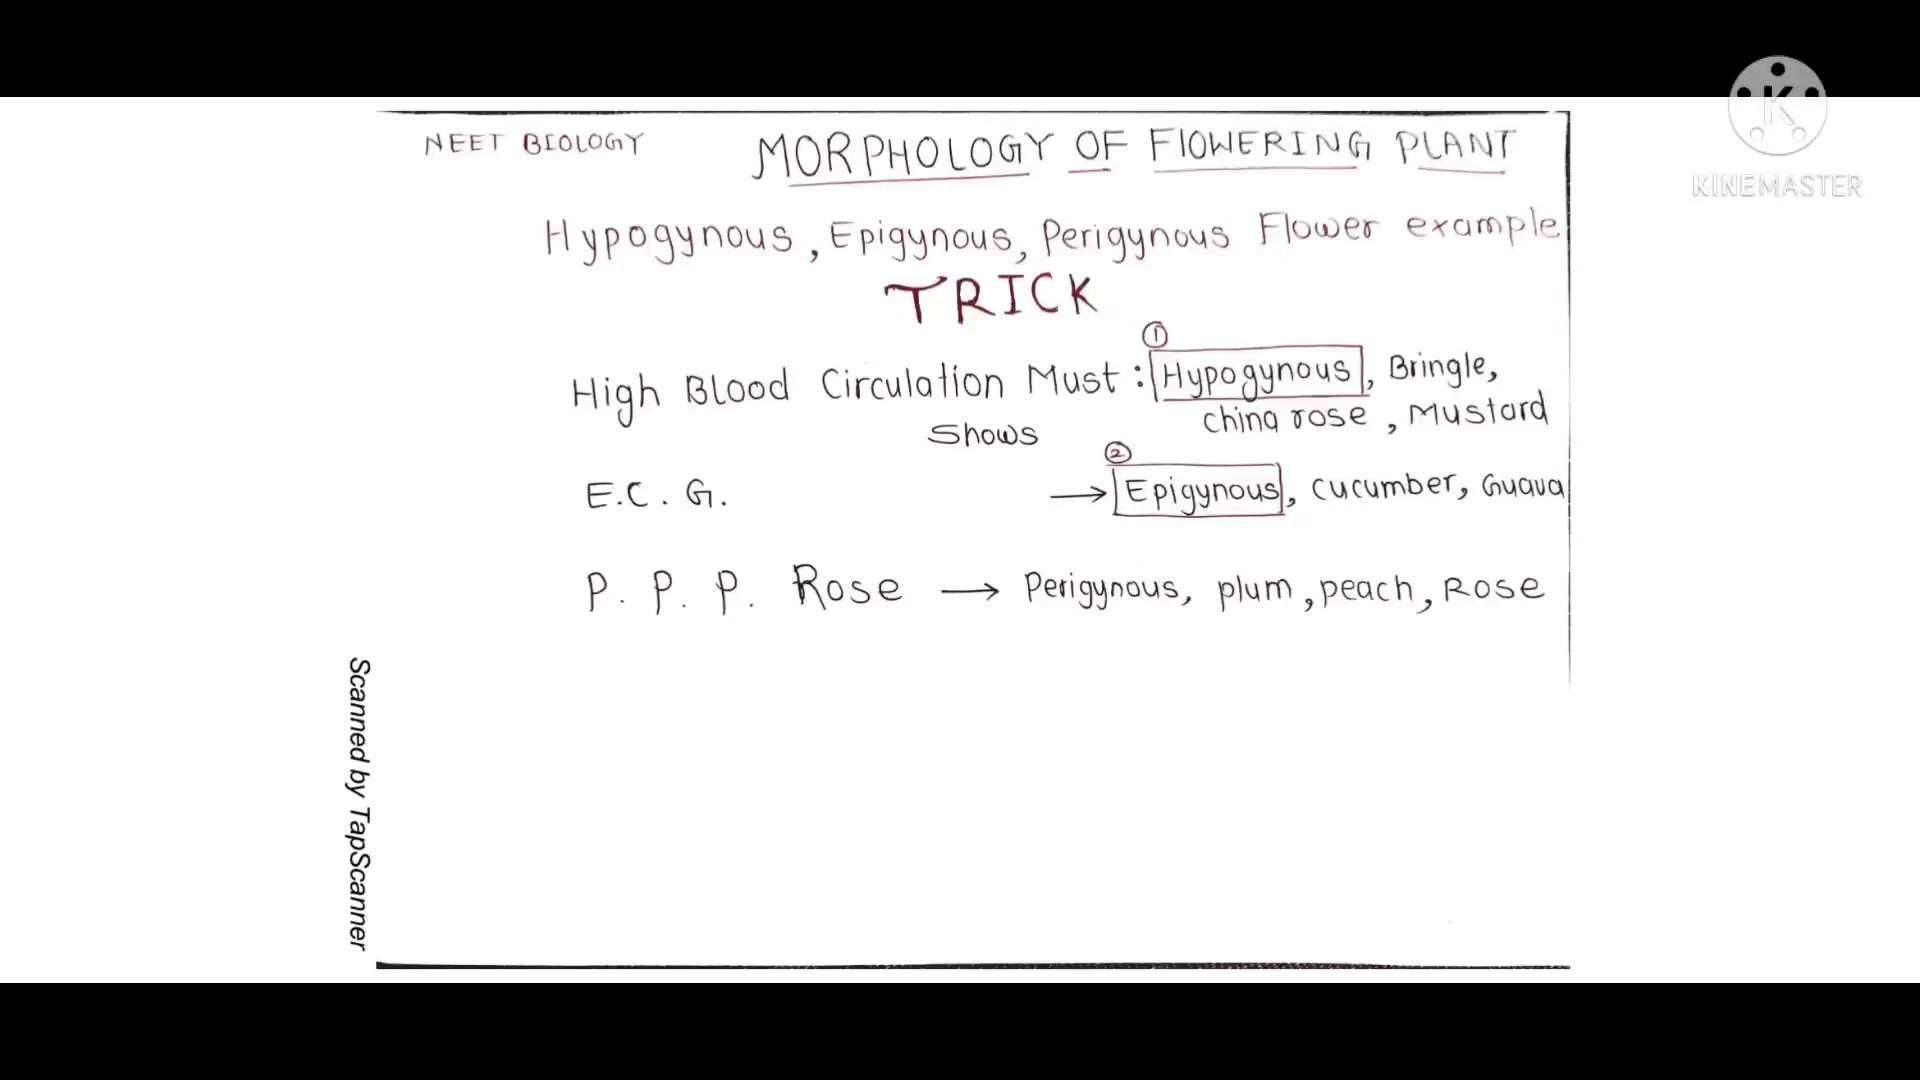 NEET BIOLOGY
MORPHOLOGY OF FLOWERING PLANT
KINEMASTER
Hypogynous, Epigynous, Perigynous Flower example
TRICK
①
High Blood Circulation Must : Hypogynous, Bringle,
Shows china rose, Mustard
②
E.C. G. → Epigynous, Cucumber, Guava
P. P. P. Rose → Perigynous, plum, peach, Rose
Scanned by TapScanner